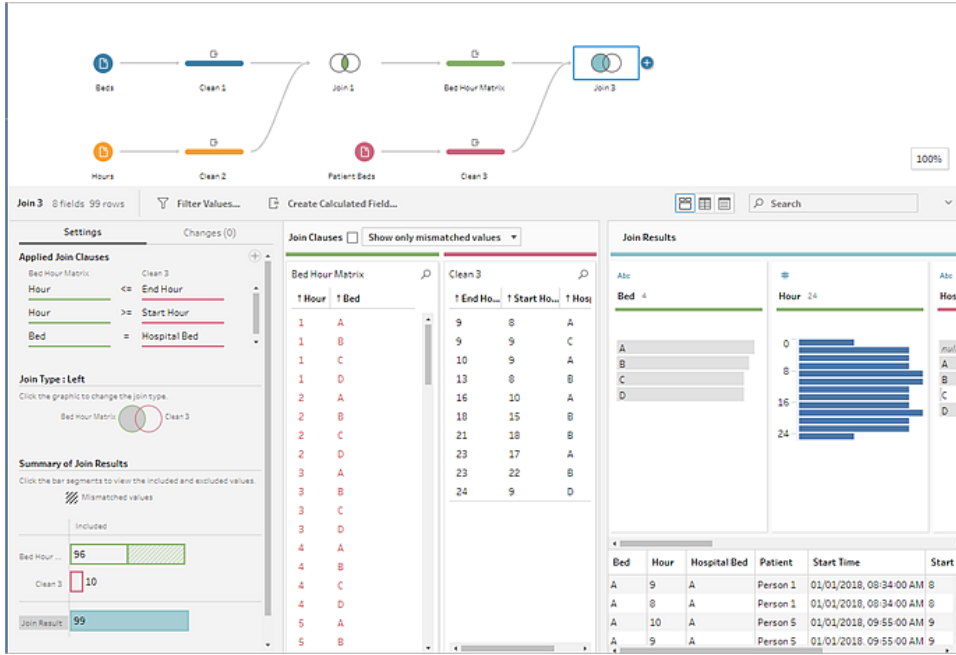 Beds
Clean 1
Join 1
Bed Hour Matrix
Join 3
Hours
Clean 2
Patient Beds
Clean 3
100%
Join 3 8 fields 99 rows Filter Values... Create Calculated Field... Search
Settings Changes (0)
Applied Join Clauses
Bed Hour Matrix Clean 3
Hour <= End Hour
Hour >= Start Hour
Bed = Hospital Bed
Join Type : Left
Click the graphic to change the join type.
Bed Hour Matrix Clean 3
Summary of Join Results
Click the bar segments to view the included and excluded values.
Mismatched values
Included
Bed Hour ... 96
Clean 3 10
Join Result 99
Join Clauses Show only mismatched values
Bed Hour Matrix
Hour Bed
1 A
1 B
1 C
1 D
2 A
2 B
2 C
2 D
3 A
3 B
3 C
3 D
4 A
4 B
4 C
4 D
5 A
5 B
Clean 3
End Ho... Start Ho... Hosp
9 8 A
9 9 C
10 9 A
13 8 B
16 10 A
18 15 B
21 18 B
23 17 A
23 22 B
24 9 D
Join Results
Abc
Bed 4
A
B
C
D
#
Hour 24
0
8
16
24
Abc
Hos
null
A
B
C
D
Bed Hour Hospital Bed Patient Start Time Start
A 9 A Person 1 01/01/2018, 08:34:00 AM 8
A 8 A Person 1 01/01/2018, 08:34:00 AM 8
A 10 A Person 5 01/01/2018, 09:55:00 AM 9
A 9 A Person 5 01/01/2018, 09:55:00 AM 9